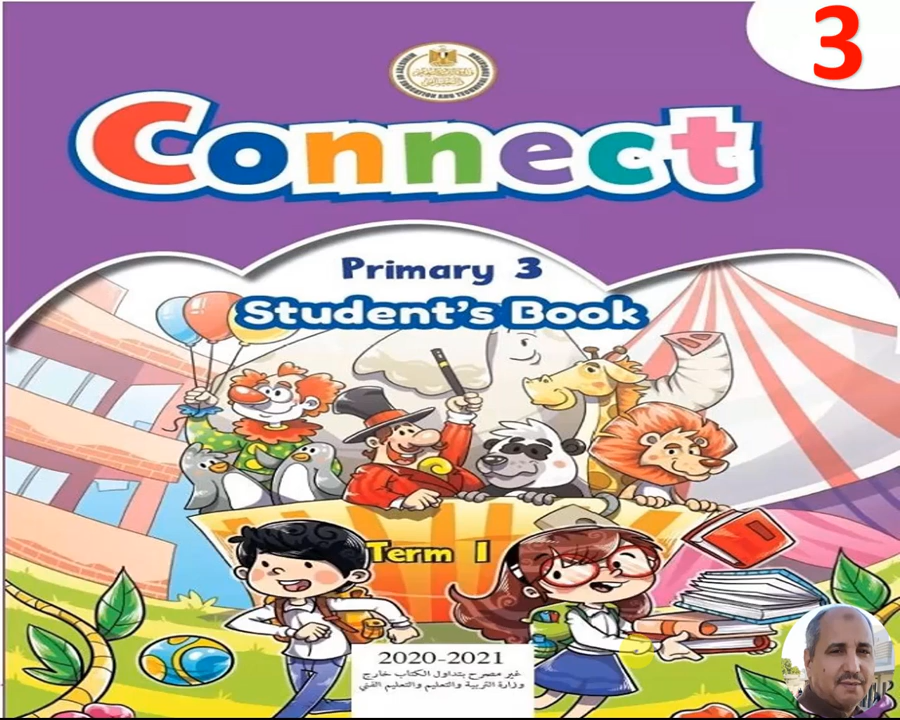 3
Connect
Primary 3
Student's Book
Term 1
2020-2021
غير مصرح بتداول الكتاب خارج
وزارة التربية والتعليم والتعليم الفني